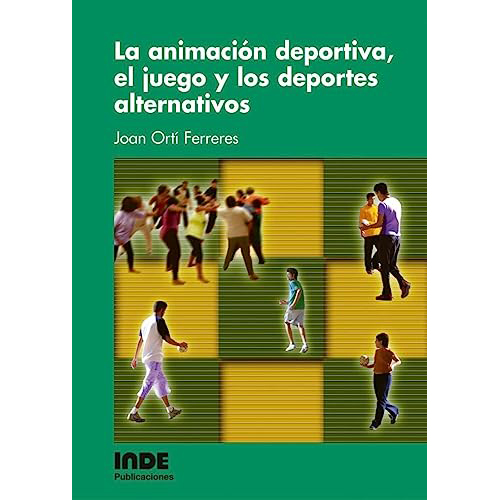 La animación deportiva,
el juego y los deportes
alternativos
Joan Ortí Ferreres
INDE
Publicaciones